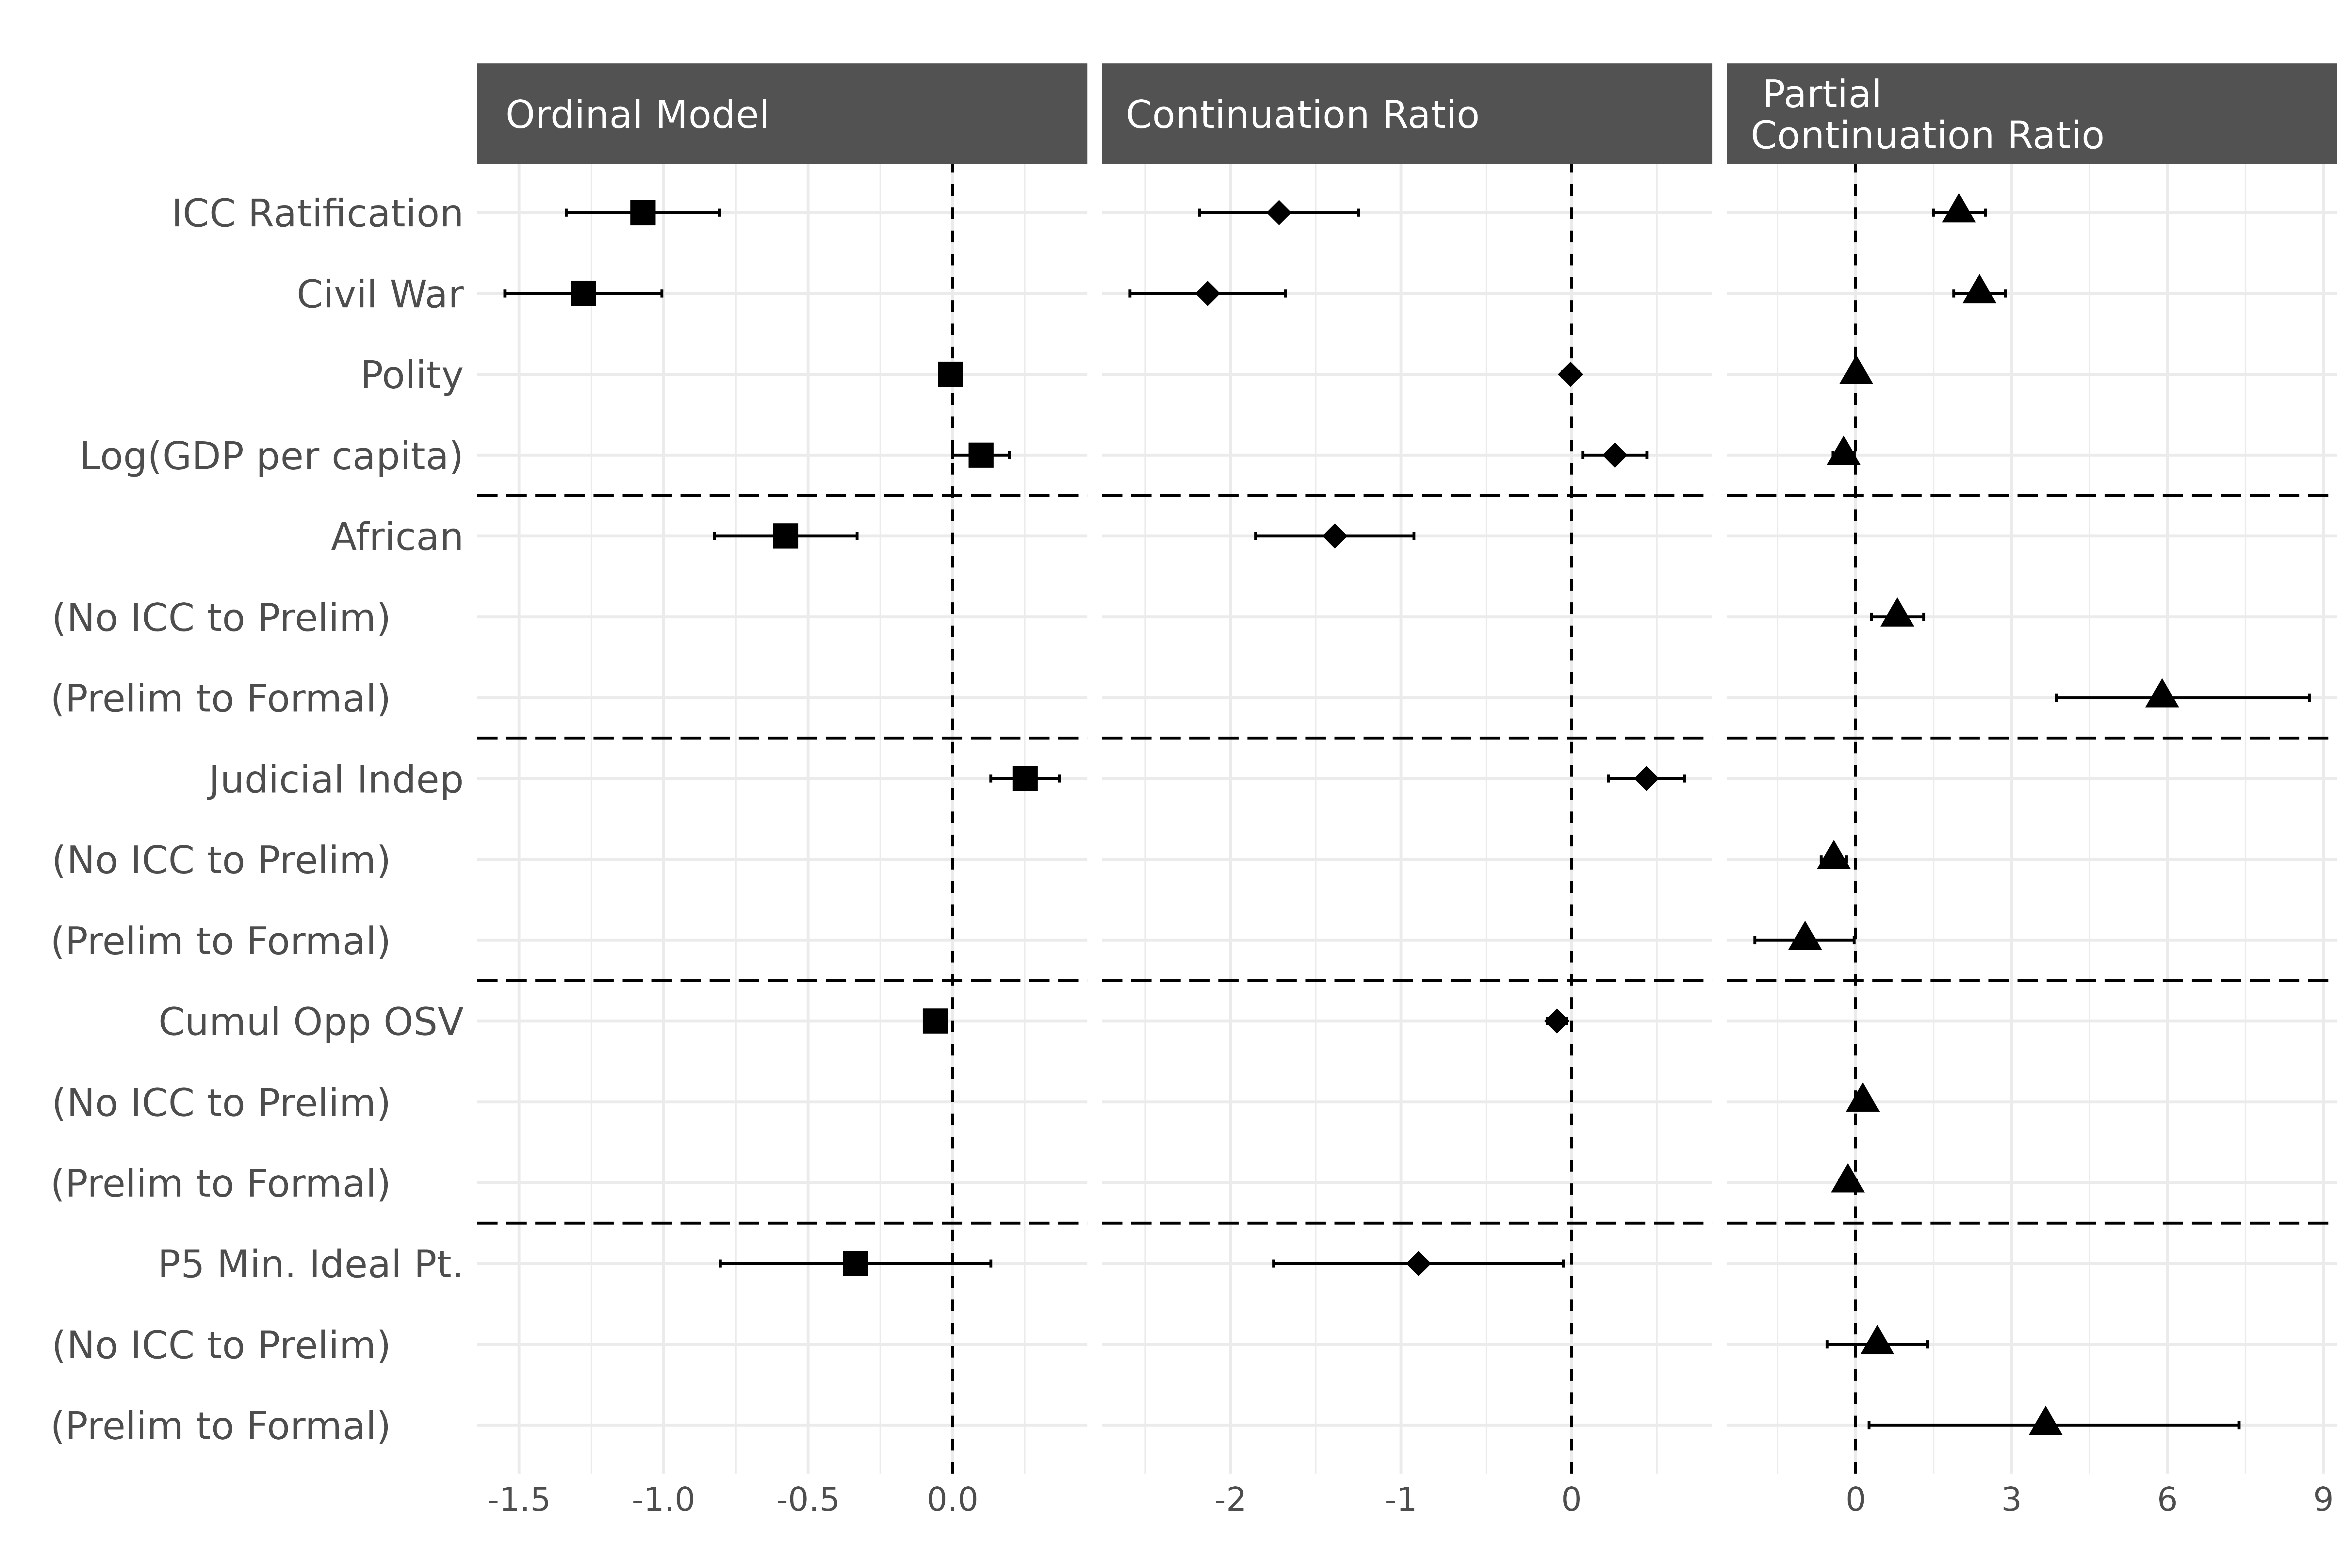 Ordinal Model
Continuation Ratio
Partial
Continuation Ratio
ICC Ratification
Civil War
Polity
Log(GDP per capita)
African
(No ICC to Prelim)
(Prelim to Formal)
Judicial Indep
(No ICC to Prelim)
(Prelim to Formal)
Cumul Opp OSV
(No ICC to Prelim)
(Prelim to Formal)
P5 Min. Ideal Pt.
(No ICC to Prelim)
(Prelim to Formal)
-1.5 -1.0 -0.5 0.0
-2 -1 0
0 3 6 9